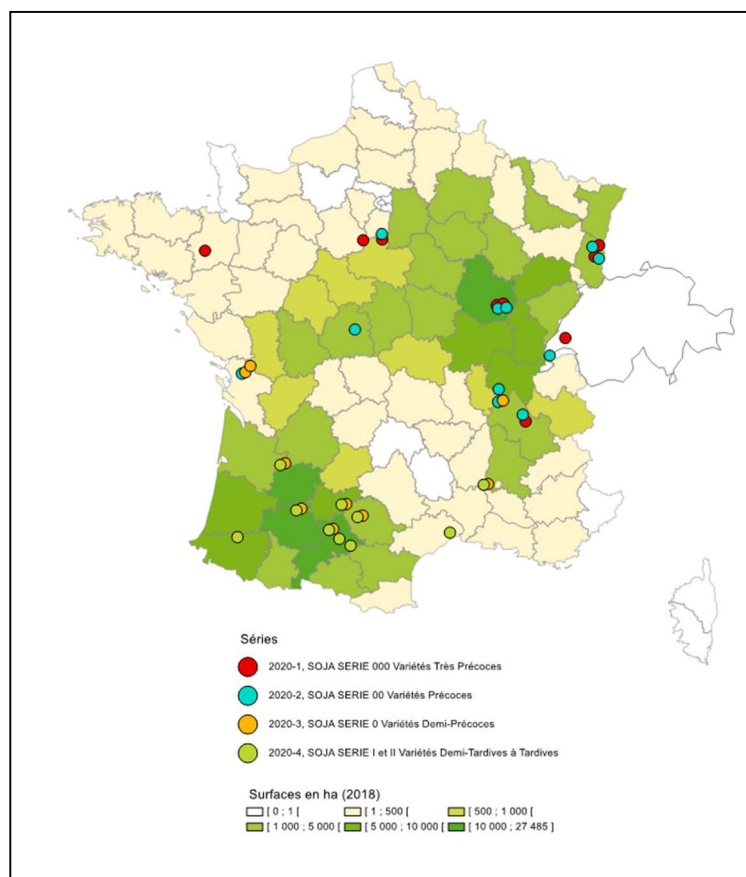 Séries
2020-1, SOJA SERIE 000 Variétés Très Précoces
2020-2, SOJA SERIE 00 Variétés Précoces
2020-3, SOJA SERIE 0 Variétés Demi-Précoces
2020-4, SOJA SERIE I et II Variétés Demi-Tardives à Tardives
Surfaces en ha (2018)
[ 0 ; 1 [ [ 1 ; 500 [ [ 500 ; 1 000 [
[ 1 000 ; 5 000 [ [ 5 000 ; 10 000 [ [ 10 000 ; 27 485 ]